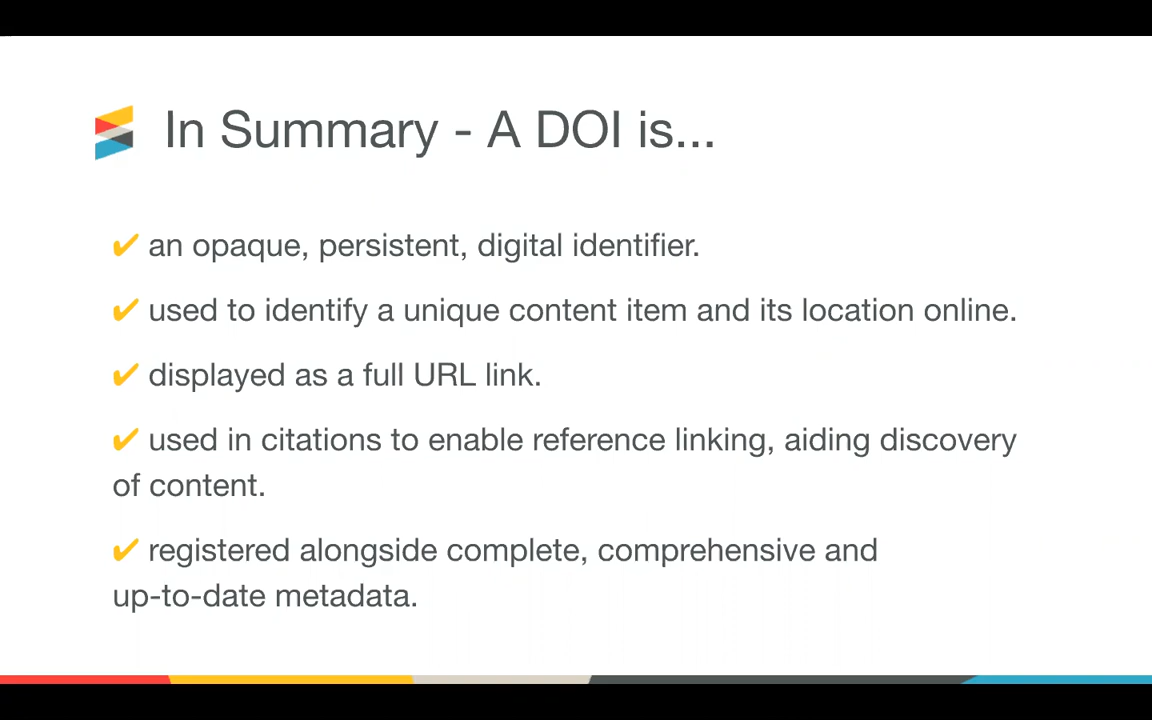 In Summary - A DOI is...
✔ an opaque, persistent, digital identifier.
✔ used to identify a unique content item and its location online.
✔ displayed as a full URL link.
✔ used in citations to enable reference linking, aiding discovery
of content.
✔ registered alongside complete, comprehensive and
up-to-date metadata.